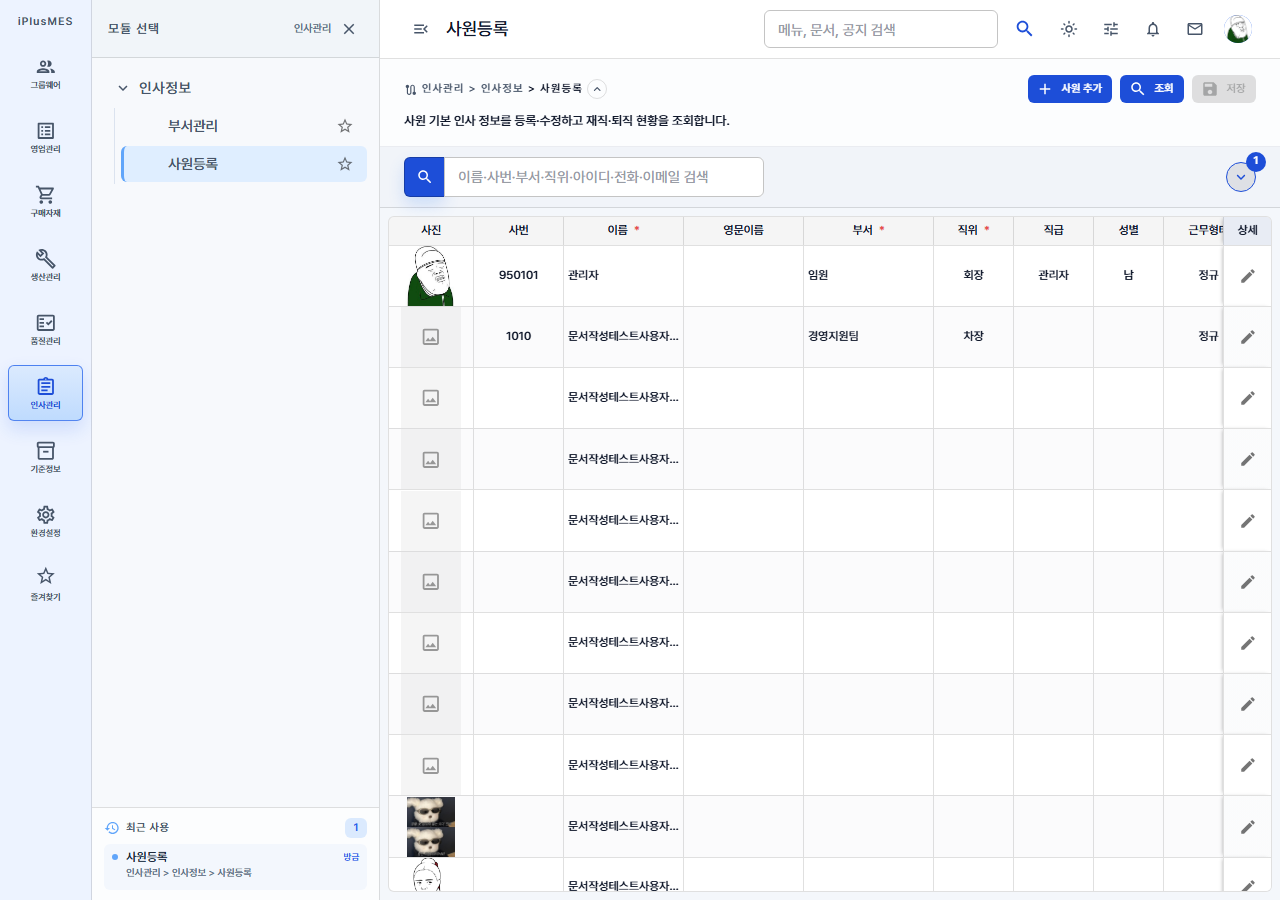 iPlusMES
그룹웨어
영업관리
구매자재
생산관리
품질관리
인사관리
기준정보
환경설정
즐겨찾기
모듈 선택
인사관리
인사정보
부서관리
사원등록
최근 사용
1
사원등록
방금
인사관리 > 인사정보 > 사원등록
사원등록
메뉴, 문서, 공지 검색
인사관리 > 인사정보 > 사원등록
사원 추가
조회
저장
사원 기본 인사 정보를 등록·수정하고 재직·퇴직 현황을 조회합니다.
이름·사번·부서·직위·아이디·전화·이메일 검색
1
사진 사번 이름 * 영문이름 부서 * 직위 * 직급 성별 근무형태 상세
950101 관리자 임원 회장 관리자 남 정규
1010 문서작성테스트사용자... 경영지원팀 차장 정규
문서작성테스트사용자...
문서작성테스트사용자...
문서작성테스트사용자...
문서작성테스트사용자...
문서작성테스트사용자...
문서작성테스트사용자...
문서작성테스트사용자...
문서작성테스트사용자...
문서작성테스트사용자...